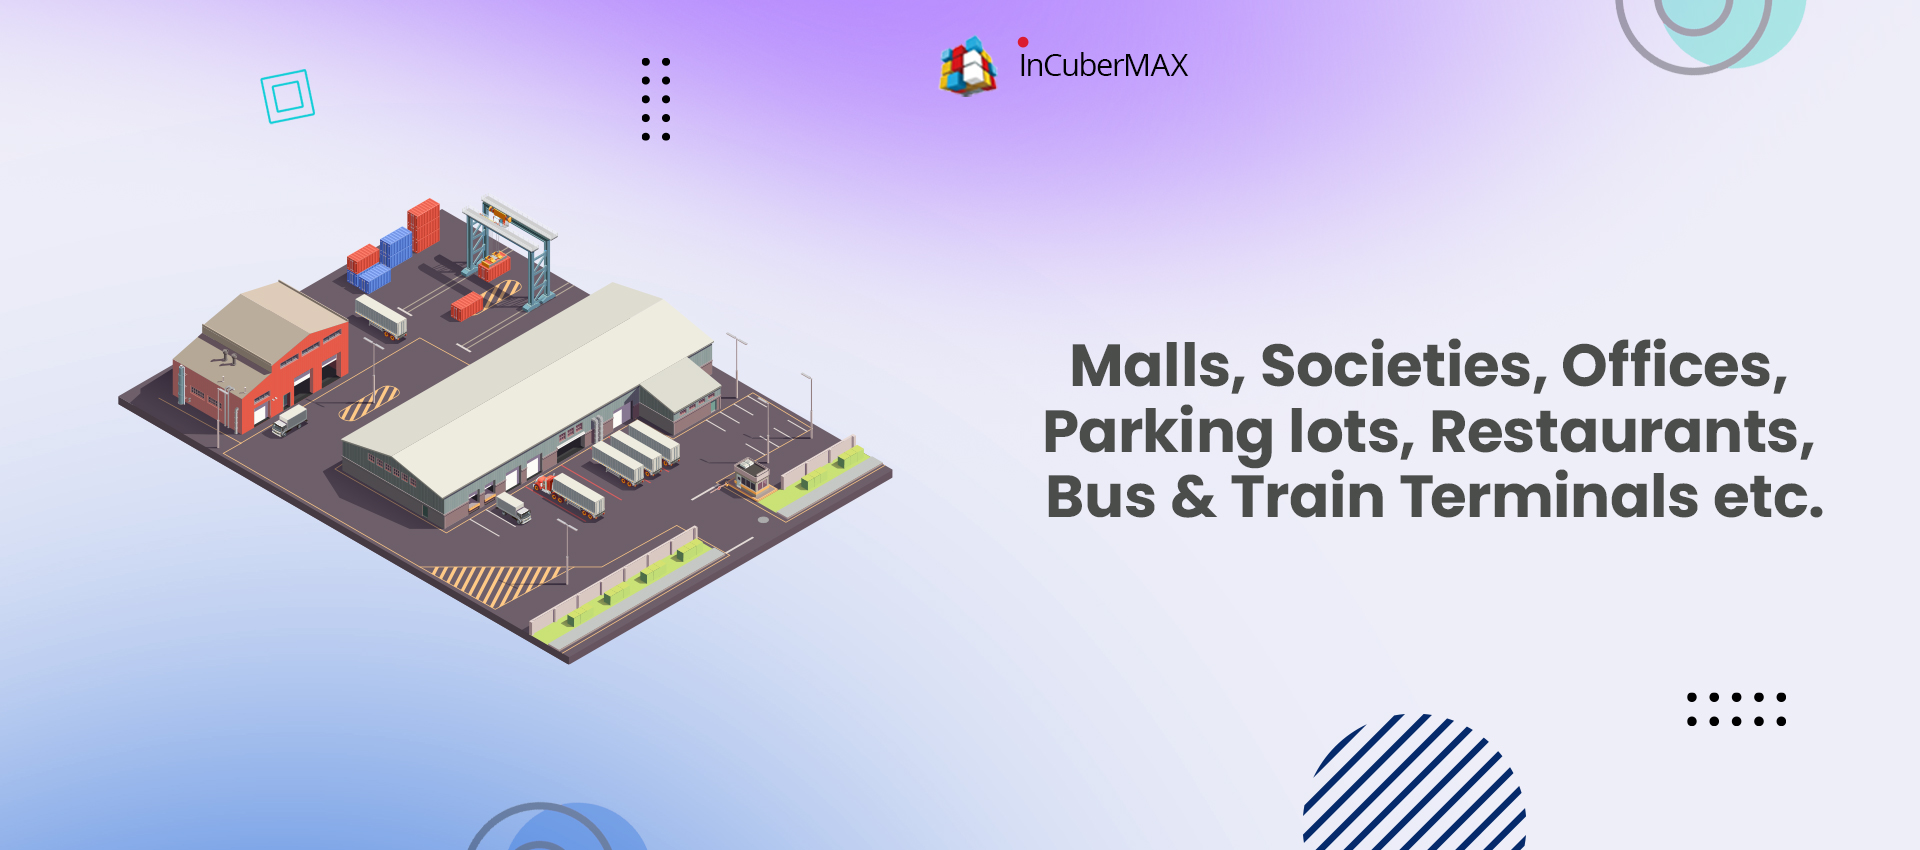 inCuberMAX
Malls, Societies, Offices,
Parking lots, Restaurants,
Bus & Train Terminals etc.